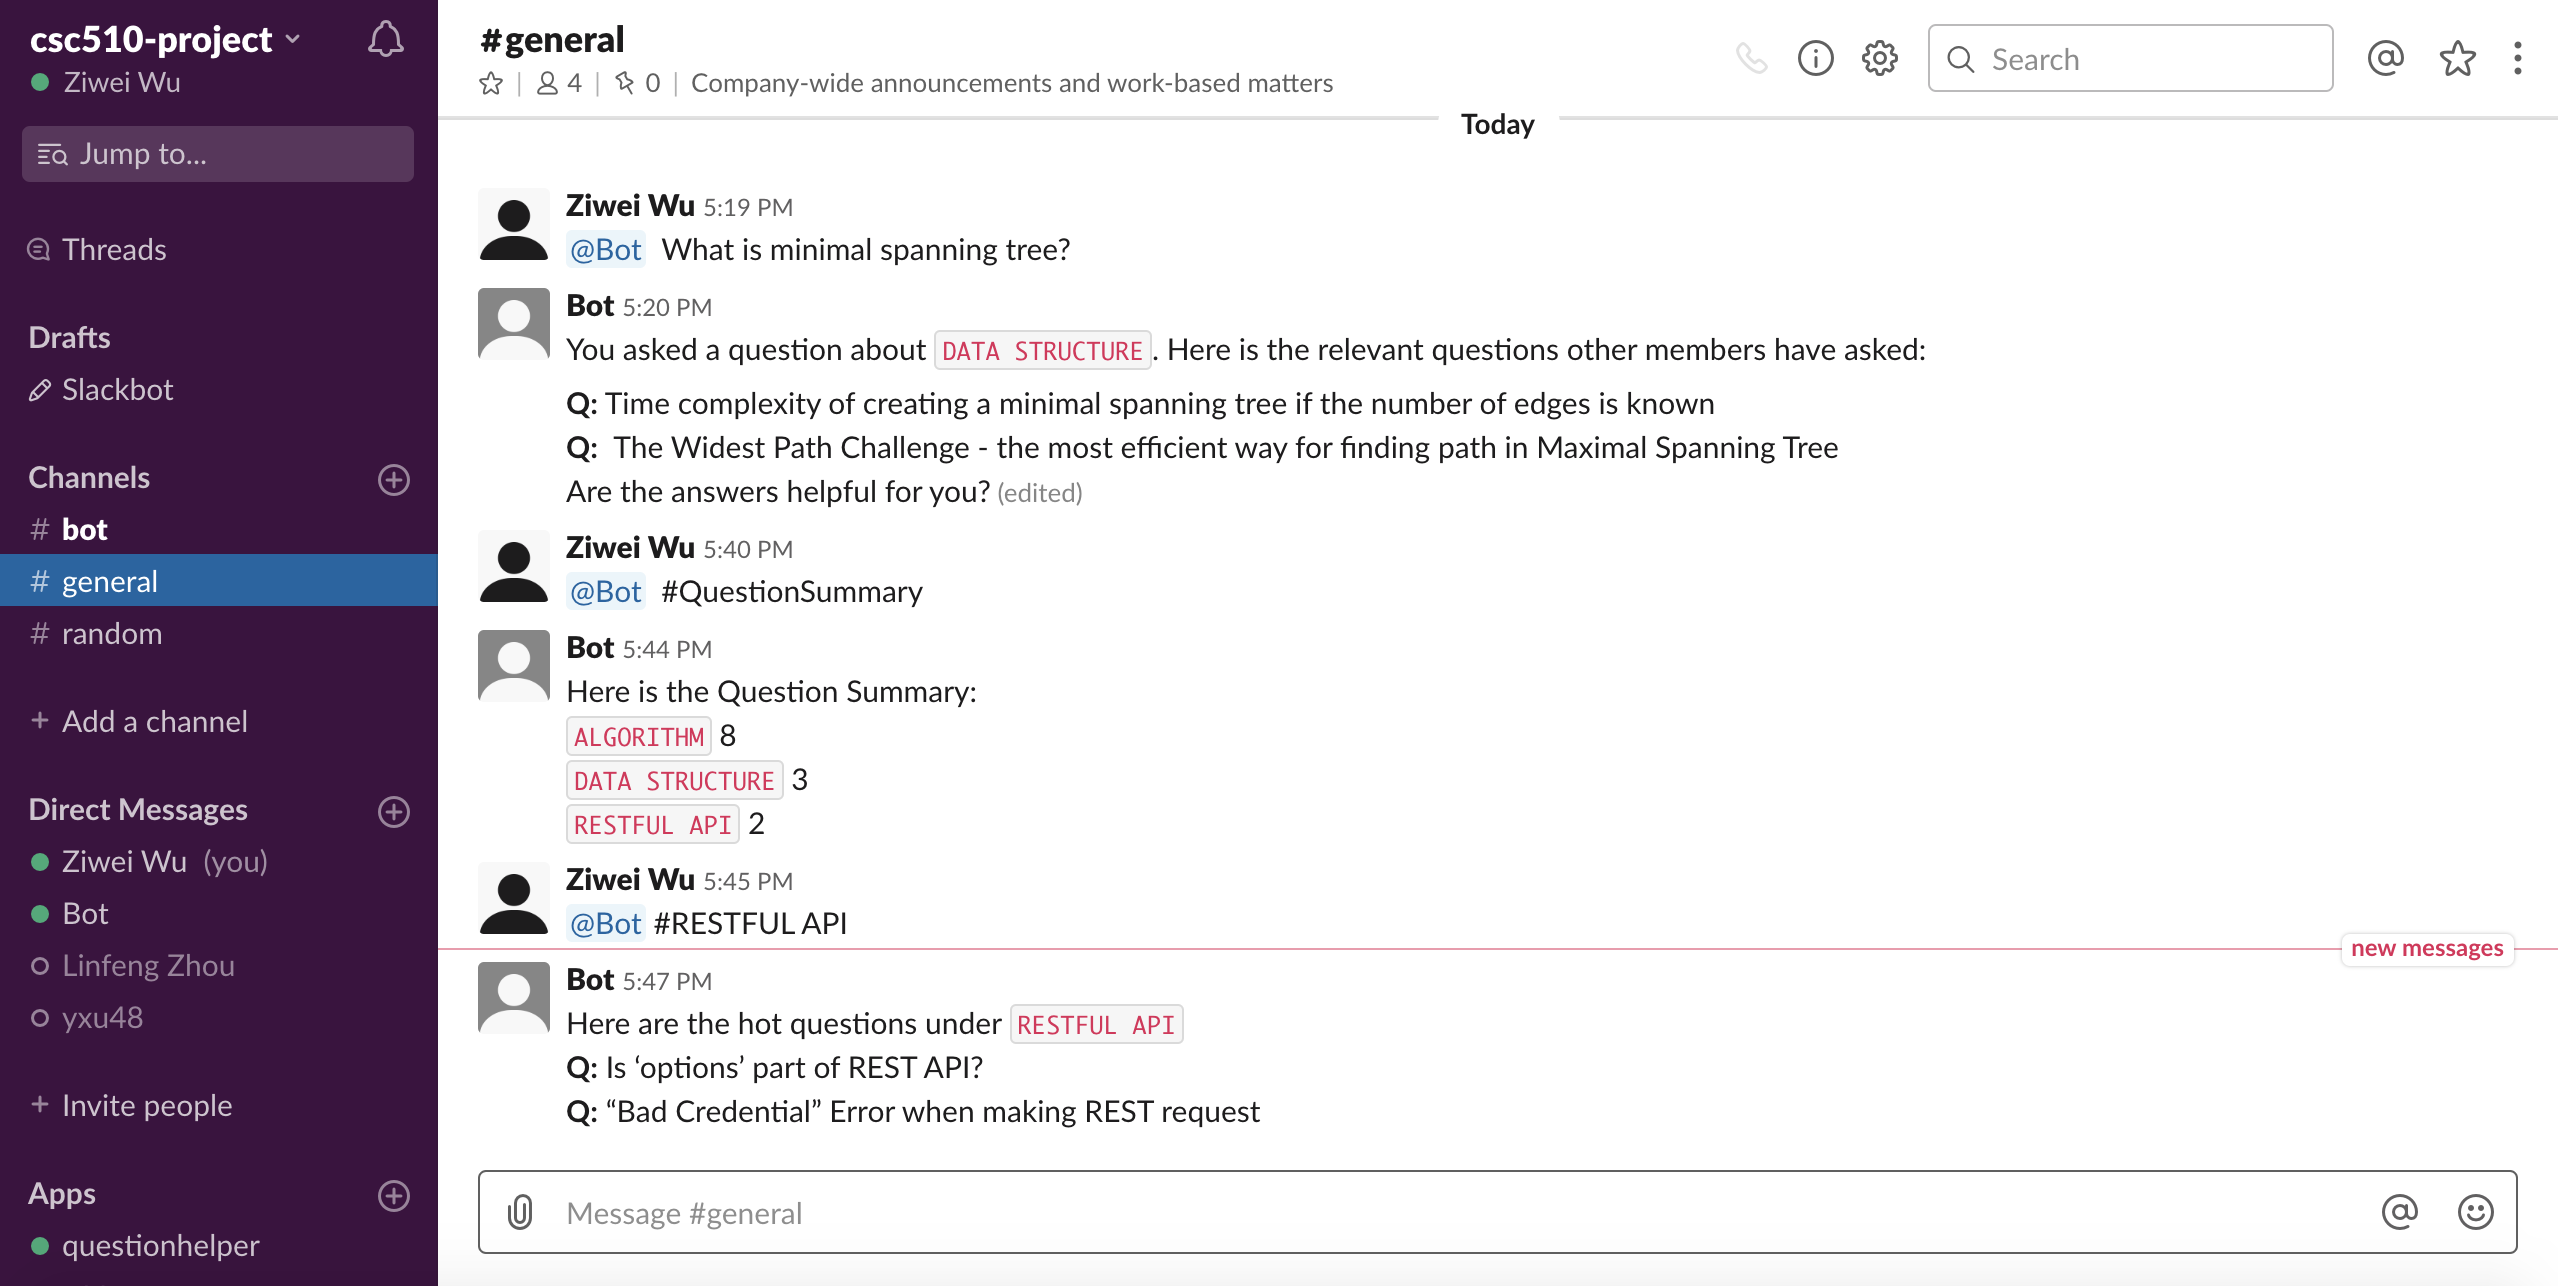 csc510-project
Ziwei Wu
Jump to...
Threads
Drafts
Slackbot
Channels
# bot
# general
# random
+ Add a channel
Direct Messages
Ziwei Wu (you)
Bot
Linfeng Zhou
yxu48
+ Invite people
Apps
questionhelper
#general
4 | 0 | Company-wide announcements and work-based matters
Search
Today
Ziwei Wu 5:19 PM
@Bot What is minimal spanning tree?
Bot 5:20 PM
You asked a question about DATA STRUCTURE. Here is the relevant questions other members have asked:
Q: Time complexity of creating a minimal spanning tree if the number of edges is known
Q: The Widest Path Challenge - the most efficient way for finding path in Maximal Spanning Tree
Are the answers helpful for you? (edited)
Ziwei Wu 5:40 PM
@Bot #QuestionSummary
Bot 5:44 PM
Here is the Question Summary:
ALGORITHM 8
DATA STRUCTURE 3
RESTFUL API 2
Ziwei Wu 5:45 PM
@Bot #RESTFUL API
new messages
Bot 5:47 PM
Here are the hot questions under RESTFUL API
Q: Is ‘options’ part of REST API?
Q: “Bad Credential” Error when making REST request
Message #general